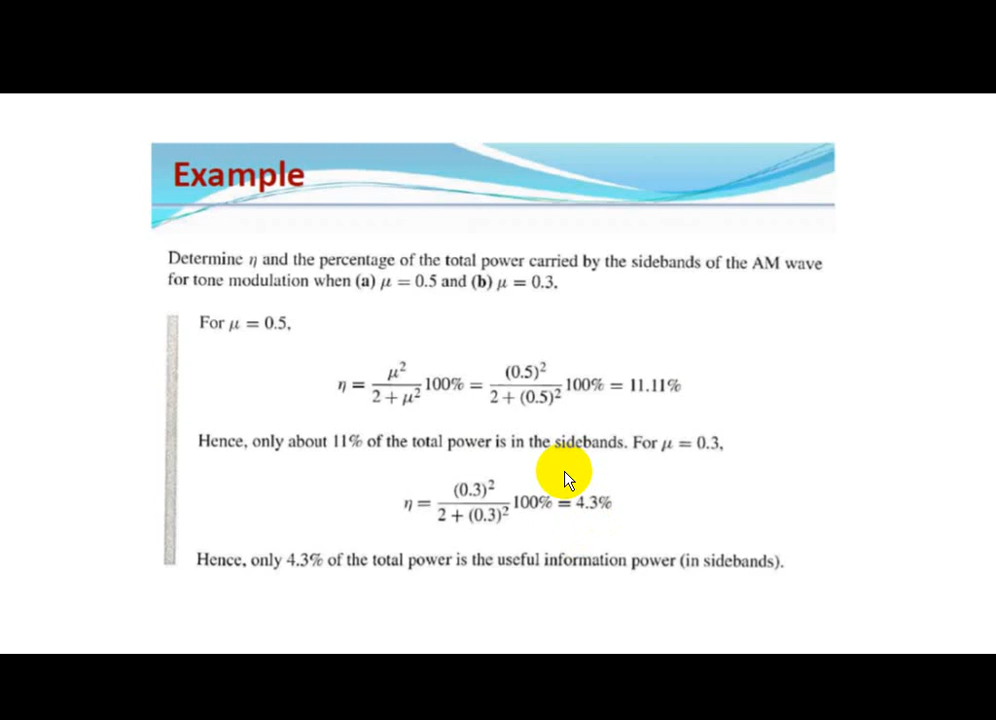 Example
Determine η and the percentage of the total power carried by the sidebands of the AM wave
for tone modulation when (a) μ = 0.5 and (b) μ = 0.3.
For μ = 0.5,
η = μ² / (2 + μ²) 100% = (0.5)² / (2 + (0.5)²) 100% = 11.11%
Hence, only about 11% of the total power is in the sidebands. For μ = 0.3,
η = (0.3)² / (2 + (0.3)²) 100% = 4.3%
Hence, only 4.3% of the total power is the useful information power (in sidebands).